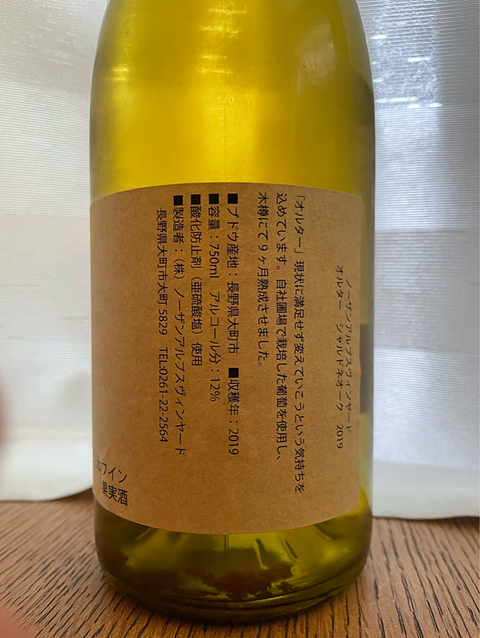 ノーザンアルプスヴィンヤード
オルター シャルドネオーク 2019
「オルター」現状に満足せず変えていこうという気持ちを
込めています。自社圃場で栽培した葡萄を使用し、
木樽にて9ヶ月熟成させました。
■ブドウ産地:長野県大町市 ■収穫年:2019
■容量:750ml アルコール分:12%
■酸化防止剤(亜硫酸塩)使用
■製造者:(株)ノーザンアルプスヴィンヤード
長野県大町市大町 5829 TEL:0261-22-2564
ワイン
果実酒